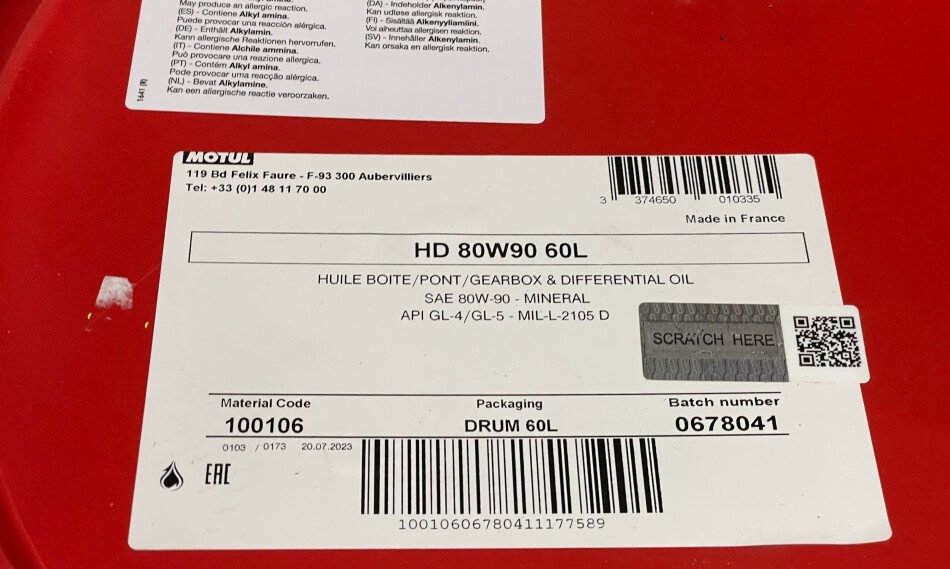 May produce an allergic reaction.
(ES) - Contiene Alkyl amina.
Puede provocar una reacción alérgica.
(DE) - Enthält Alkylamin.
Kann allergische Reaktionen hervorrufen.
(IT) - Contiene Alchile ammina.
Può provocare una reazione allergica.
(PT) - Contém Alkyl amina.
Pode provocar uma reacção alérgica.
(NL) - Bevat Alkylamine.
Kan een allergische reactie veroorzaken.
(DA) - Indeholder Alkenylamin.
Kan udløse allergisk reaktion.
(FI) - Sisältää Alkenyyliamiini.
Voi aiheuttaa allergisen reaktion.
(SV) - Innehåller Alkenylamin.
Kan orsaka en allergisk reaktion.
1641 (R)
MOTUL
119 Bd Felix Faure - F-93 300 Aubervilliers
Tel: +33 (0)1 48 11 70 00
3 374650 010335
Made in France
HD 80W90 60L
HUILE BOITE/PONT/GEARBOX & DIFFERENTIAL OIL
SAE 80W-90 - MINERAL
API GL-4/GL-5 - MIL-L-2105 D
SCRATCH HERE
Material Code Packaging Batch number
100106 DRUM 60L 0678041
0103 / 0173 20.07.2023
EAC
10010606780411177589